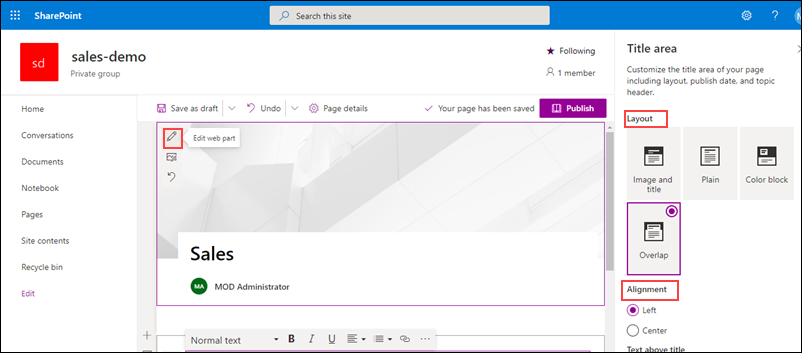 SharePoint
Search this site
?
sd
sales-demo
Private group
Following
1 member
Home
Conversations
Documents
Notebook
Pages
Site contents
Recycle bin
Edit
Save as draft
Undo
Page details
Your page has been saved
Publish
Edit web part
Sales
MA
MOD Administrator
Normal text
B
I
U
Title area
Customize the title area of your page
including layout, publish date, and topic
header.
Layout
Image and
title
Plain
Color block
Overlap
Alignment
Left
Center
Text above title